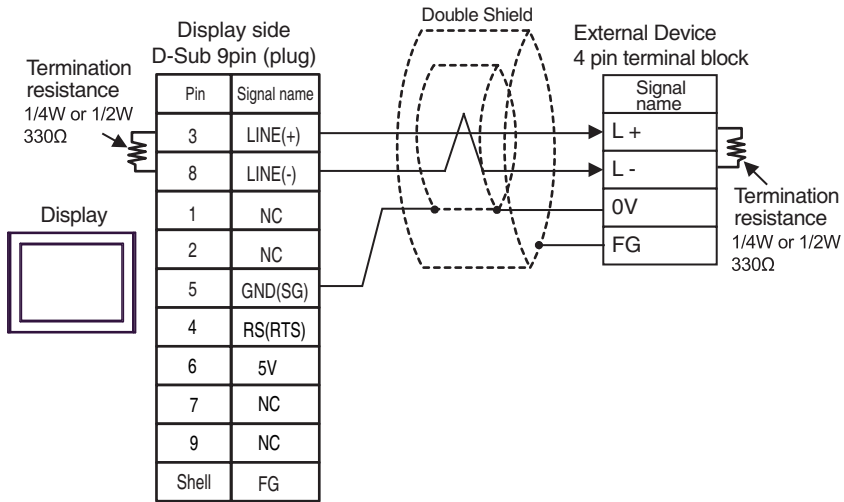 Double Shield
Display side
D-Sub 9pin (plug)
External Device
4 pin terminal block
Termination
resistance
1/4W or 1/2W
330Ω
Pin Signal name
3 LINE(+)
8 LINE(-)
1 NC
2 NC
5 GND(SG)
4 RS(RTS)
6 5V
7 NC
9 NC
Shell FG
Display
Signal
name
L +
L -
0V
FG
Termination
resistance
1/4W or 1/2W
330Ω